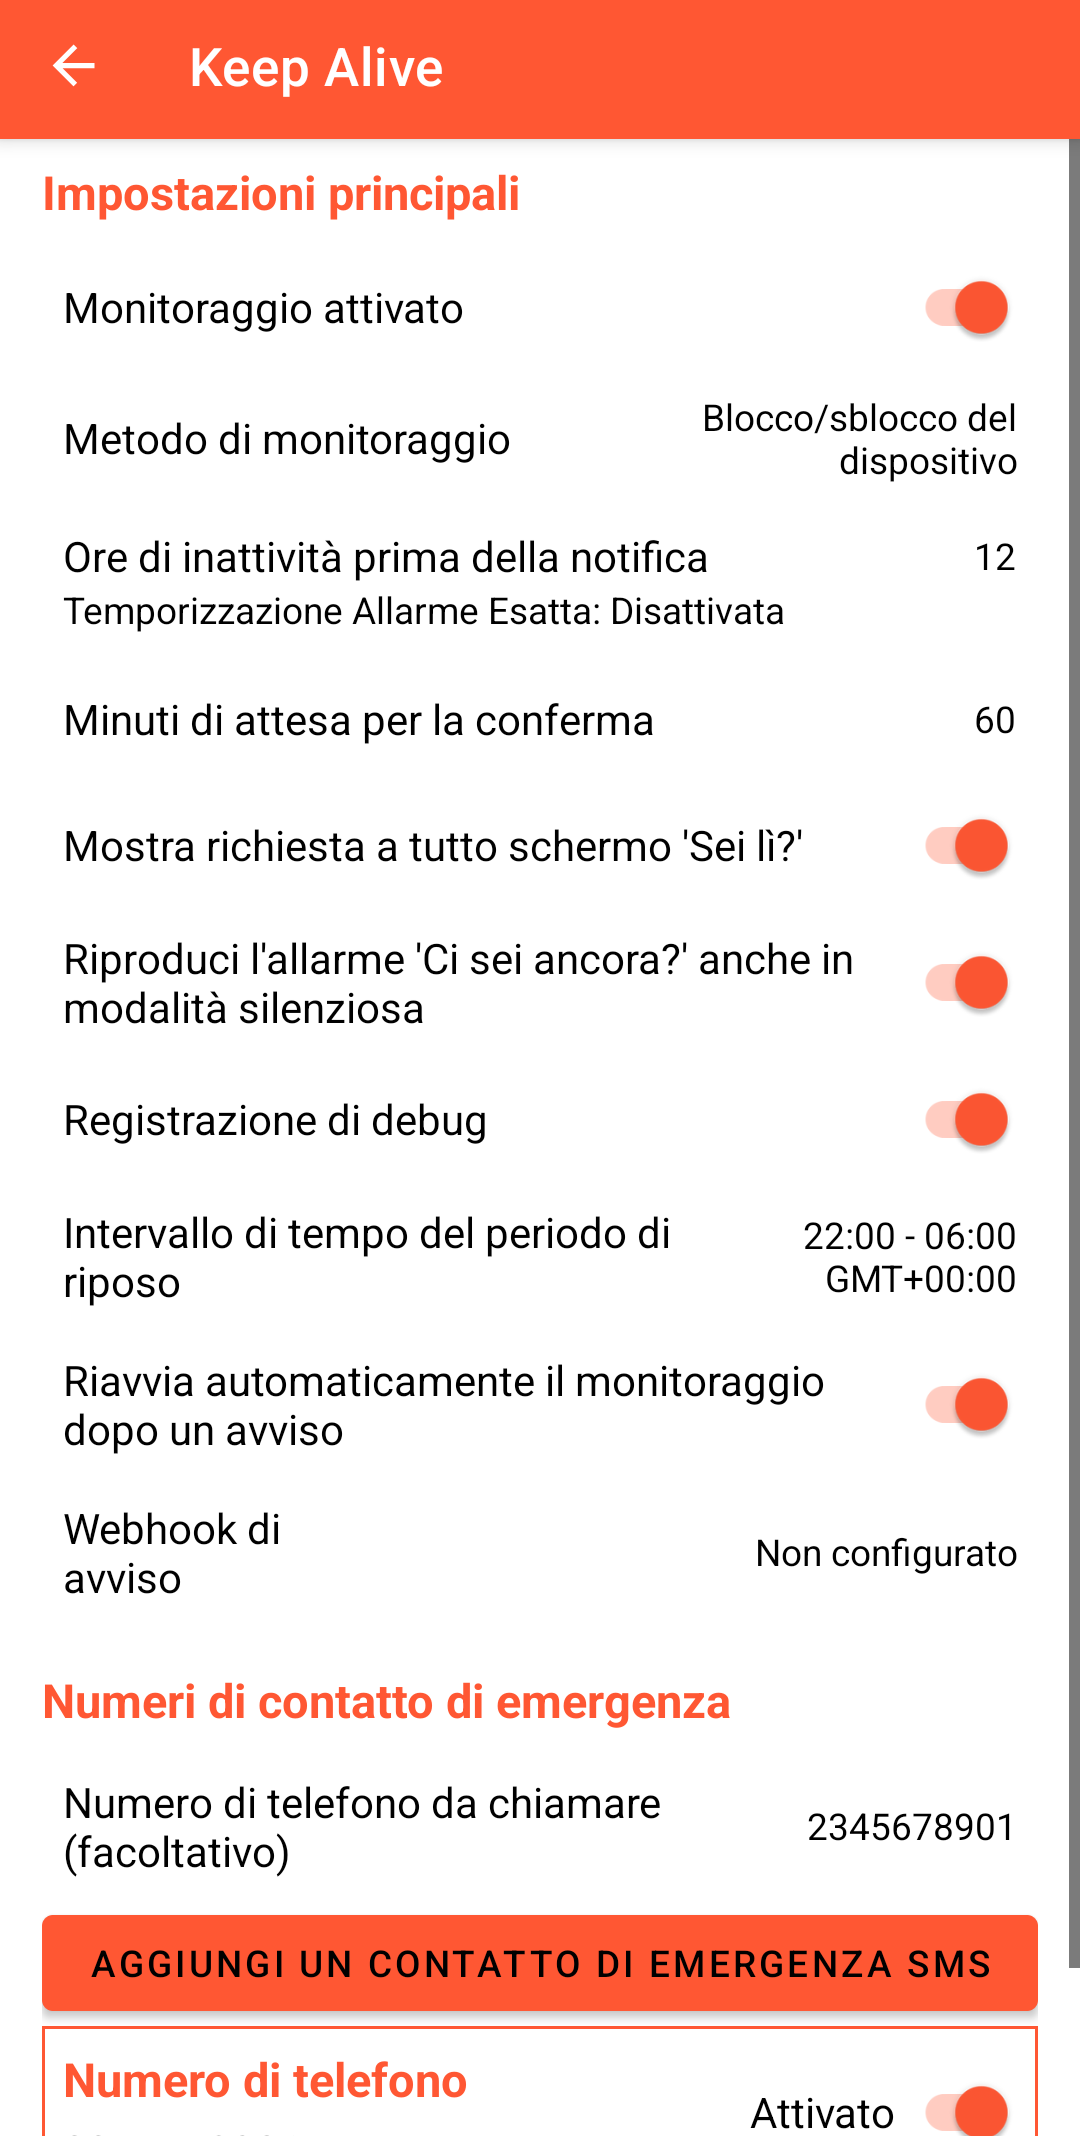 Keep Alive
Impostazioni principali
Monitoraggio attivato
Metodo di monitoraggio
Blocco/sblocco del
dispositivo
Ore di inattività prima della notifica
12
Temporizzazione Allarme Esatta: Disattivata
Minuti di attesa per la conferma
60
Mostra richiesta a tutto schermo 'Sei lì?'
Riproduci l'allarme 'Ci sei ancora?' anche in
modalità silenziosa
Registrazione di debug
Intervallo di tempo del periodo di
riposo
22:00 - 06:00
GMT+00:00
Riavvia automaticamente il monitoraggio
dopo un avviso
Webhook di
avviso
Non configurato
Numeri di contatto di emergenza
Numero di telefono da chiamare
(facoltativo)
2345678901
AGGIUNGI UN CONTATTO DI EMERGENZA SMS
Numero di telefono
Attivato